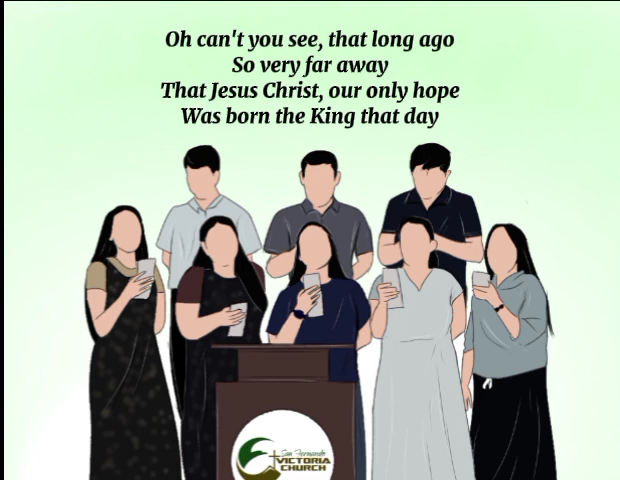 Oh can't you see, that long ago
So very far away
That Jesus Christ, our only hope
Was born the King that day
San Fernando
VICTORIA
CHURCH